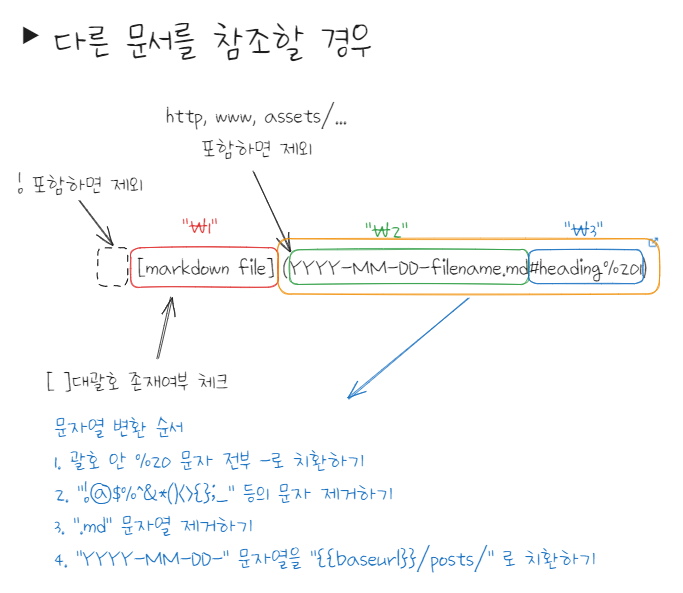 ▶ 다른 문서를 참조할 경우
http, www, assets/...
포함하면 제외
! 포함하면 제외
"₩1" "₩2" "₩3"
[markdown file] (YYYY-MM-DD-filename.md#heading%201)
[ ]대괄호 존재여부 체크
문자열 변환 순서
1. 괄호 안 %20 문자 전부 -로 치환하기
2. "!@$%^&*()<>{};_" 등의 문자 제거하기
3. ".md" 문자열 제거하기
4. "YYYY-MM-DD-" 문자열을 "{{baseurl}}/posts/" 로 치환하기